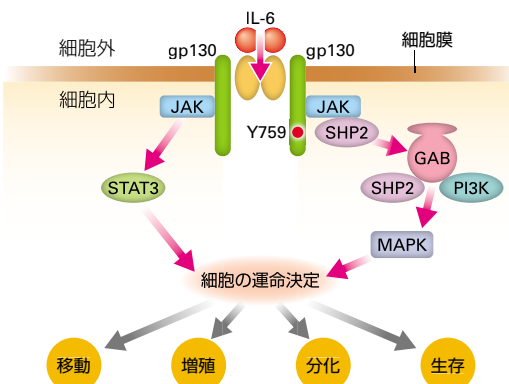 IL-6
細胞外
gp130
gp130
細胞膜
細胞内
JAK
JAK
Y759
SHP2
GAB
STAT3
SHP2
PI3K
MAPK
細胞の運命決定
移動
増殖
分化
生存